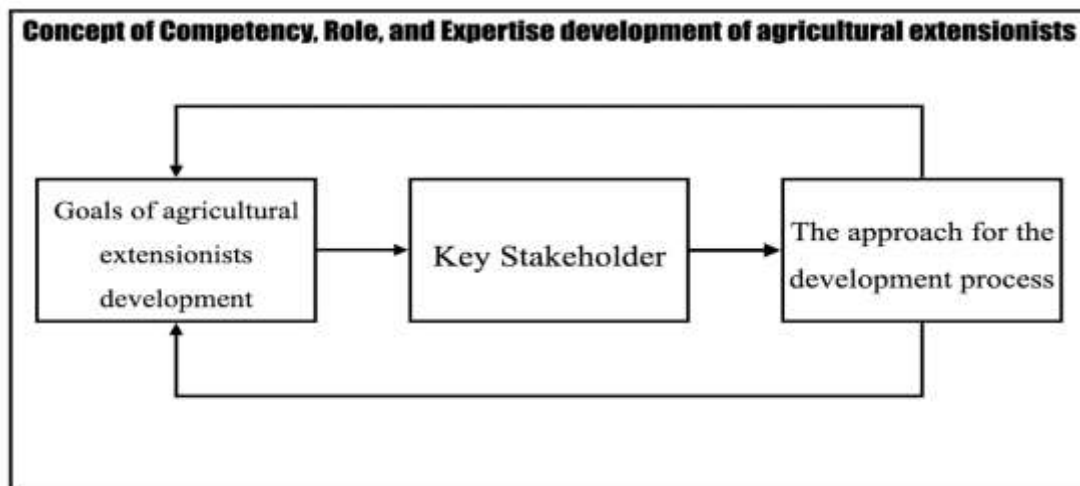 Concept of Competency, Role, and Expertise development of agricultural extensionists
Goals of agricultural
extensionists
development
Key Stakeholder
The approach for the
development process